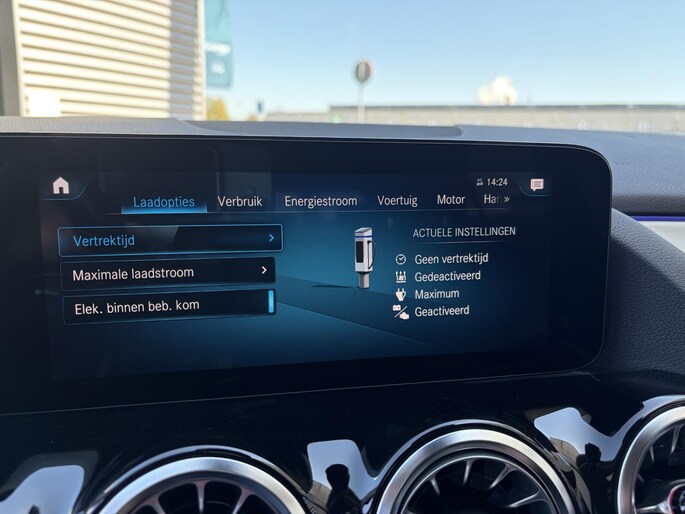 14:24
Laadopties Verbruik Energiestroom Voertuig Motor Har »
Vertrektijd
Maximale laadstroom
Elek. binnen beb. kom
ACTUELE INSTELLINGEN
Geen vertrektijd
Gedeactiveerd
Maximum
Geactiveerd